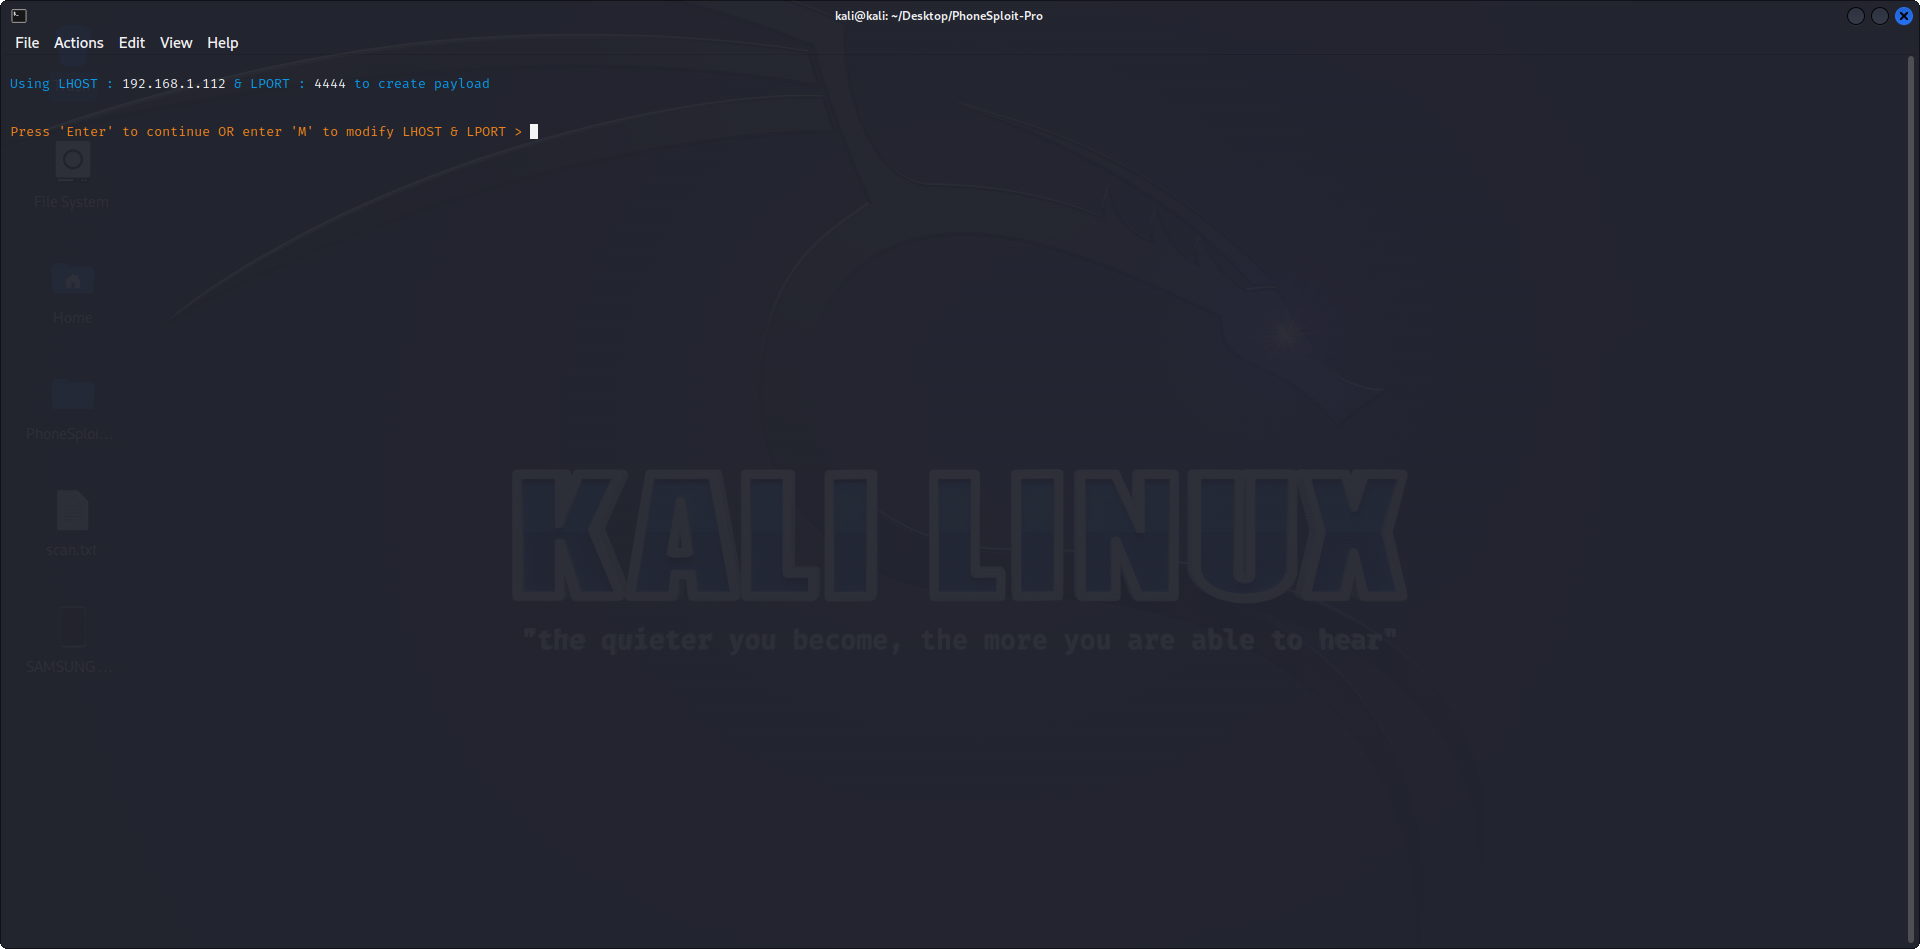 kali@kali: ~/Desktop/PhoneSploit-Pro
File Actions Edit View Help
Using LHOST : 192.168.1.112 & LPORT : 4444 to create payload
Press 'Enter' to continue OR enter 'M' to modify LHOST & LPORT >
File System
Home
PhoneSploi...
scan.txt
SAMSUNG ...
KALI LINUX
"the quieter you become, the more you are able to hear"